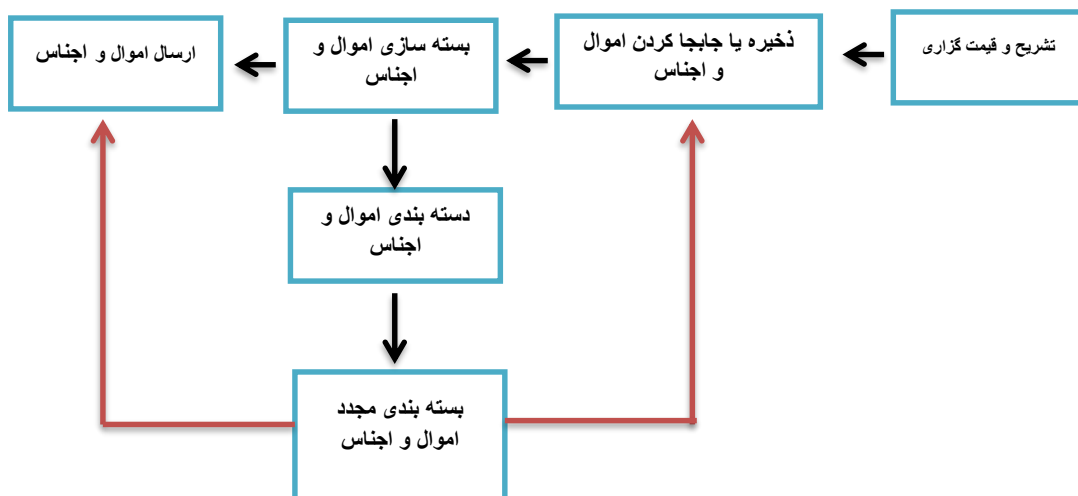 تشریح و قیمت گزاری
ذخیره یا جابجا کردن اموال
و اجناس
بسته سازی اموال و
اجناس
ارسال اموال و اجناس
دسته بندی اموال و
اجناس
بسته بندی مجدد
اموال و اجناس